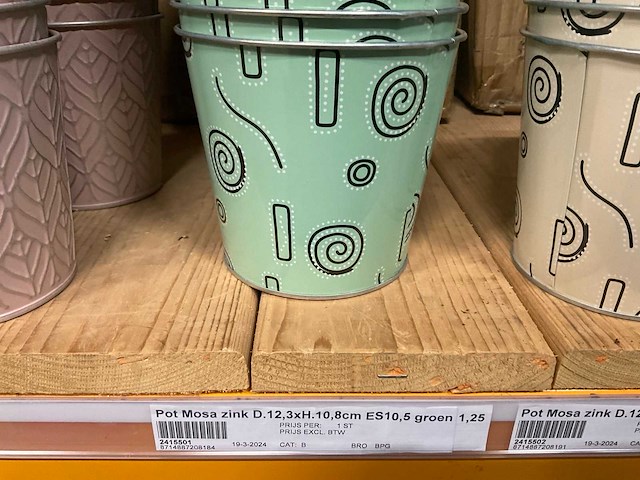 Pot Mosa zink D.12,3xH.10,8cm ES10,5 groen 1,25
PRIJS PER: 1 ST
PRIJS EXCL. BTW
2415501
8714887208184
19-3-2024 CAT: B BRO BPG
Pot Mosa zink D.12
2415502
8714887208191
19-3-2024 CA